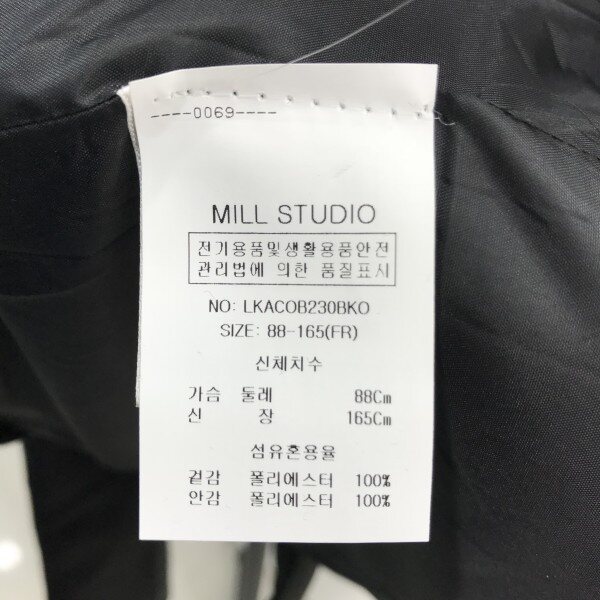 ----0069----
MILL STUDIO
전기용품및생활용품안전
관리법에 의한 품질표시
NO: LKACOB230BKO
SIZE: 88-165(FR)
신체치수
가슴 둘레 88Cm
신 장 165Cm
섬유혼용율
겉감 폴리에스터 100%
안감 폴리에스터 100%